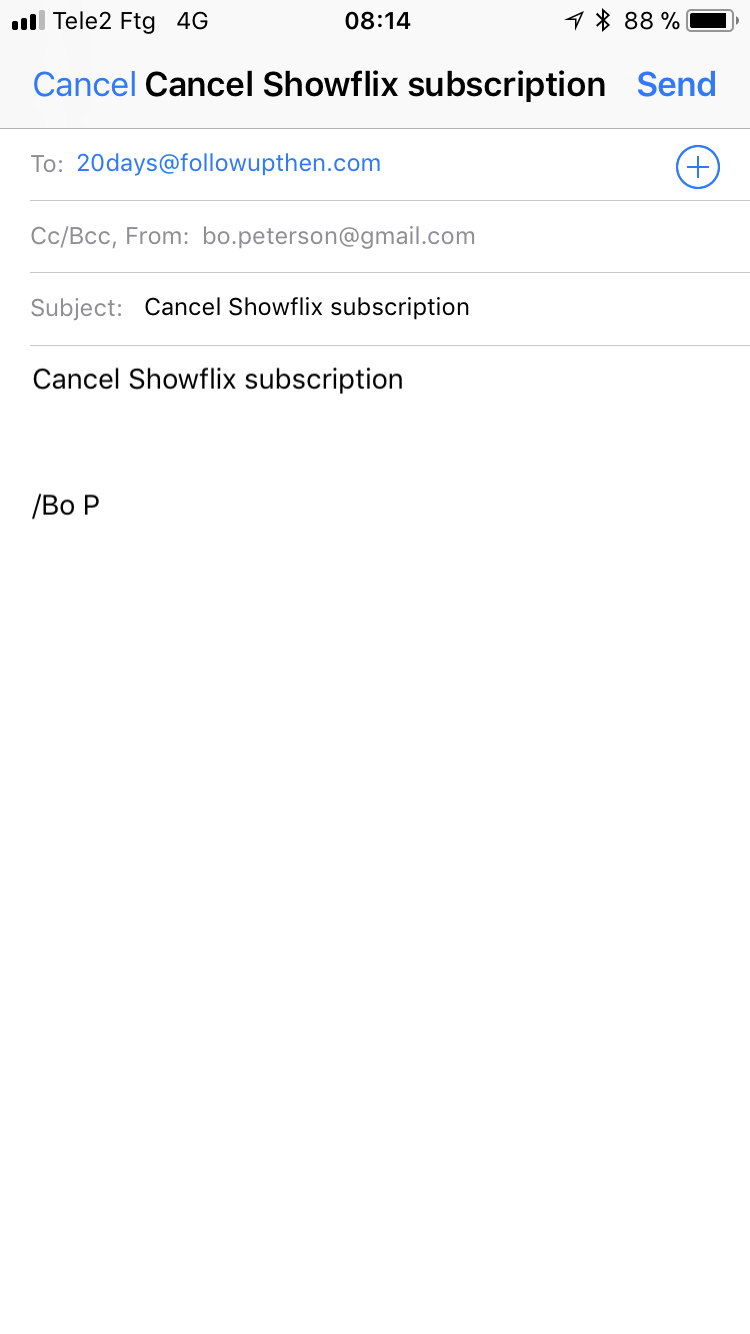 Tele2 Ftg 4G 08:14 88 %
Cancel Cancel Showflix subscription Send
To: 20days@followupthen.com
Cc/Bcc, From: bo.peterson@gmail.com
Subject: Cancel Showflix subscription
Cancel Showflix subscription
/Bo P